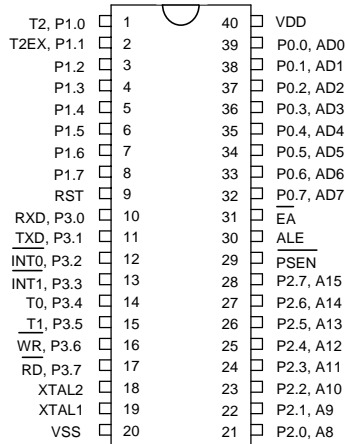 T2, P1.0 1 40 VDD
T2EX, P1.1 2 39 P0.0, AD0
P1.2 3 38 P0.1, AD1
P1.3 4 37 P0.2, AD2
P1.4 5 36 P0.3, AD3
P1.5 6 35 P0.4, AD4
P1.6 7 34 P0.5, AD5
P1.7 8 33 P0.6, AD6
RST 9 32 P0.7, AD7
RXD, P3.0 10 31 EA
TXD, P3.1 11 30 ALE
INT0, P3.2 12 29 PSEN
INT1, P3.3 13 28 P2.7, A15
T0, P3.4 14 27 P2.6, A14
T1, P3.5 15 26 P2.5, A13
WR, P3.6 16 25 P2.4, A12
RD, P3.7 17 24 P2.3, A11
XTAL2 18 23 P2.2, A10
XTAL1 19 22 P2.1, A9
VSS 20 21 P2.0, A8